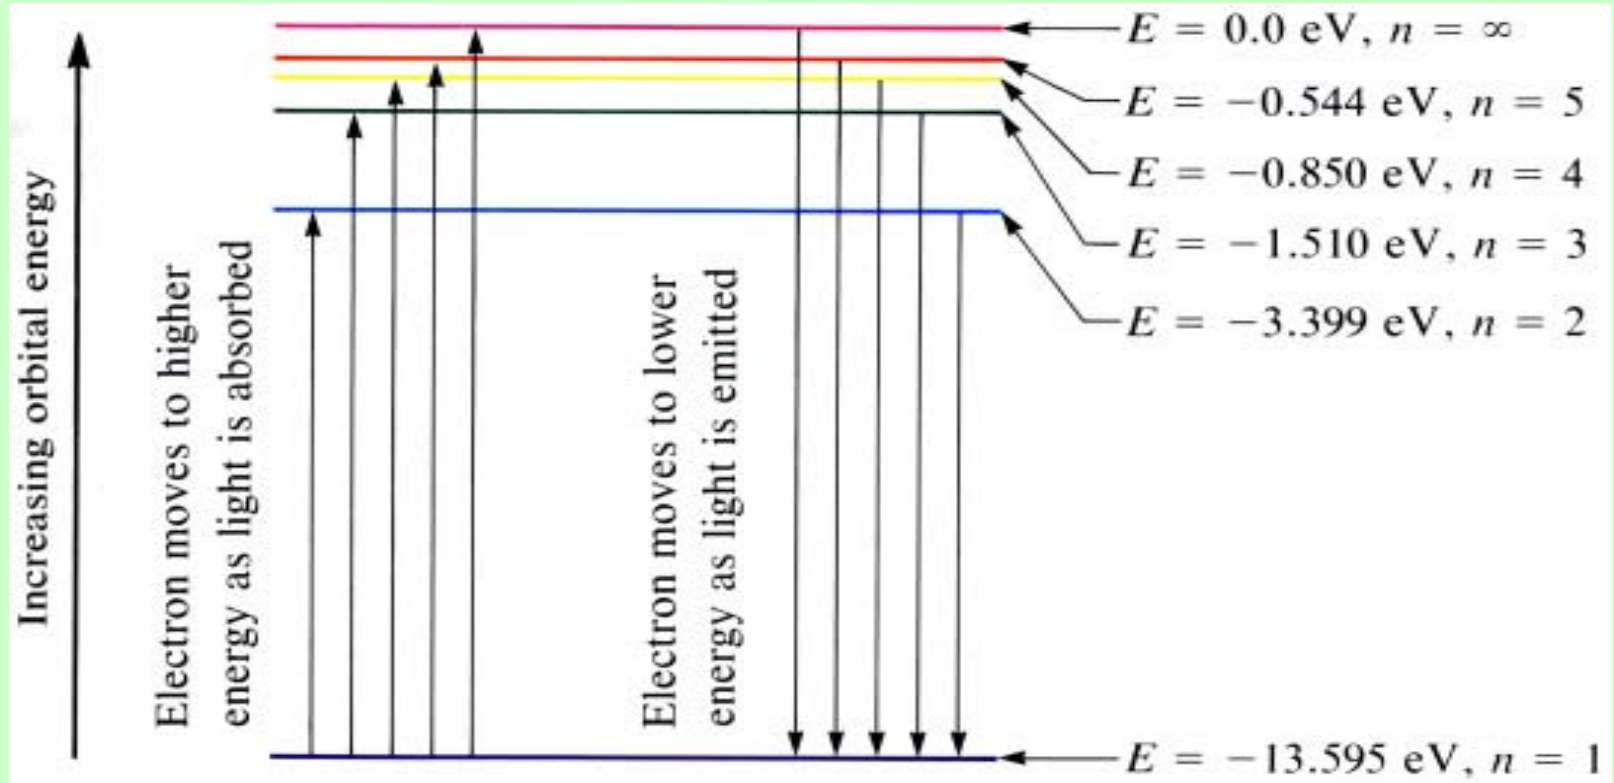 Increasing orbital energy
Electron moves to higher
energy as light is absorbed
Electron moves to lower
energy as light is emitted
E = 0.0 eV, n = ∞
E = −0.544 eV, n = 5
E = −0.850 eV, n = 4
E = −1.510 eV, n = 3
E = −3.399 eV, n = 2
E = −13.595 eV, n = 1